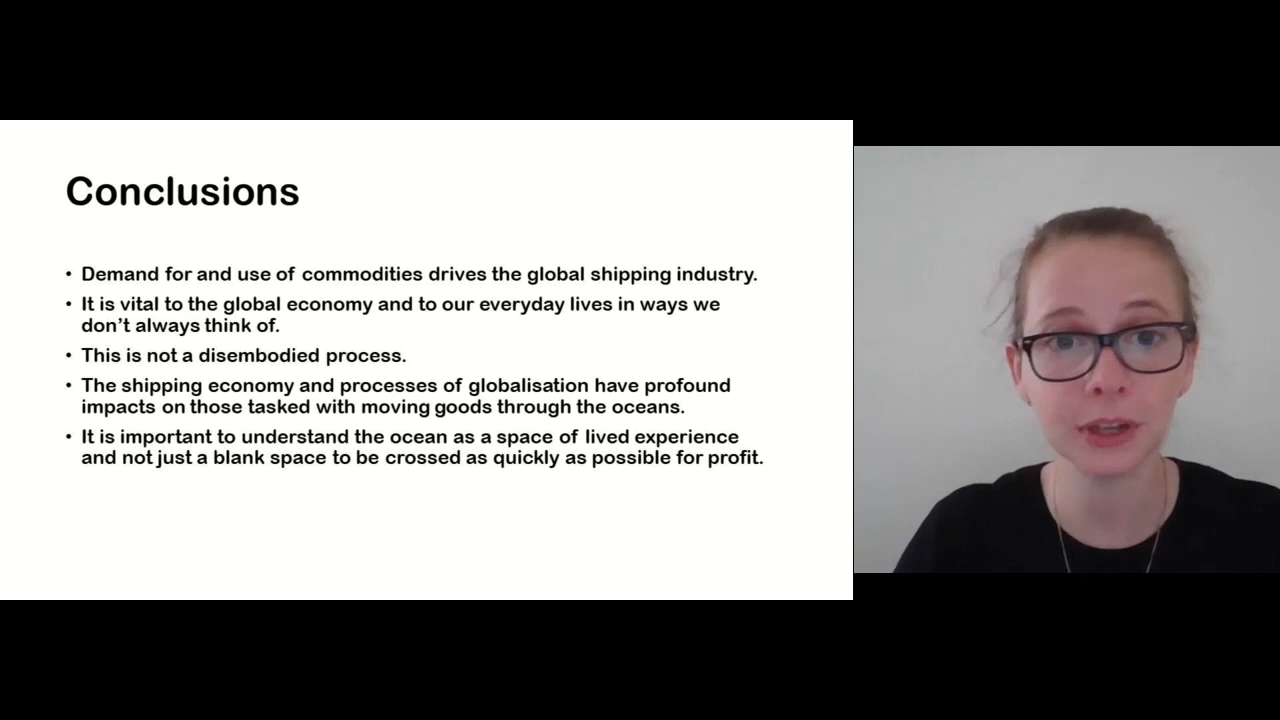 Conclusions
• Demand for and use of commodities drives the global shipping industry.
• It is vital to the global economy and to our everyday lives in ways we
don’t always think of.
• This is not a disembodied process.
• The shipping economy and processes of globalisation have profound
impacts on those tasked with moving goods through the oceans.
• It is important to understand the ocean as a space of lived experience
and not just a blank space to be crossed as quickly as possible for profit.